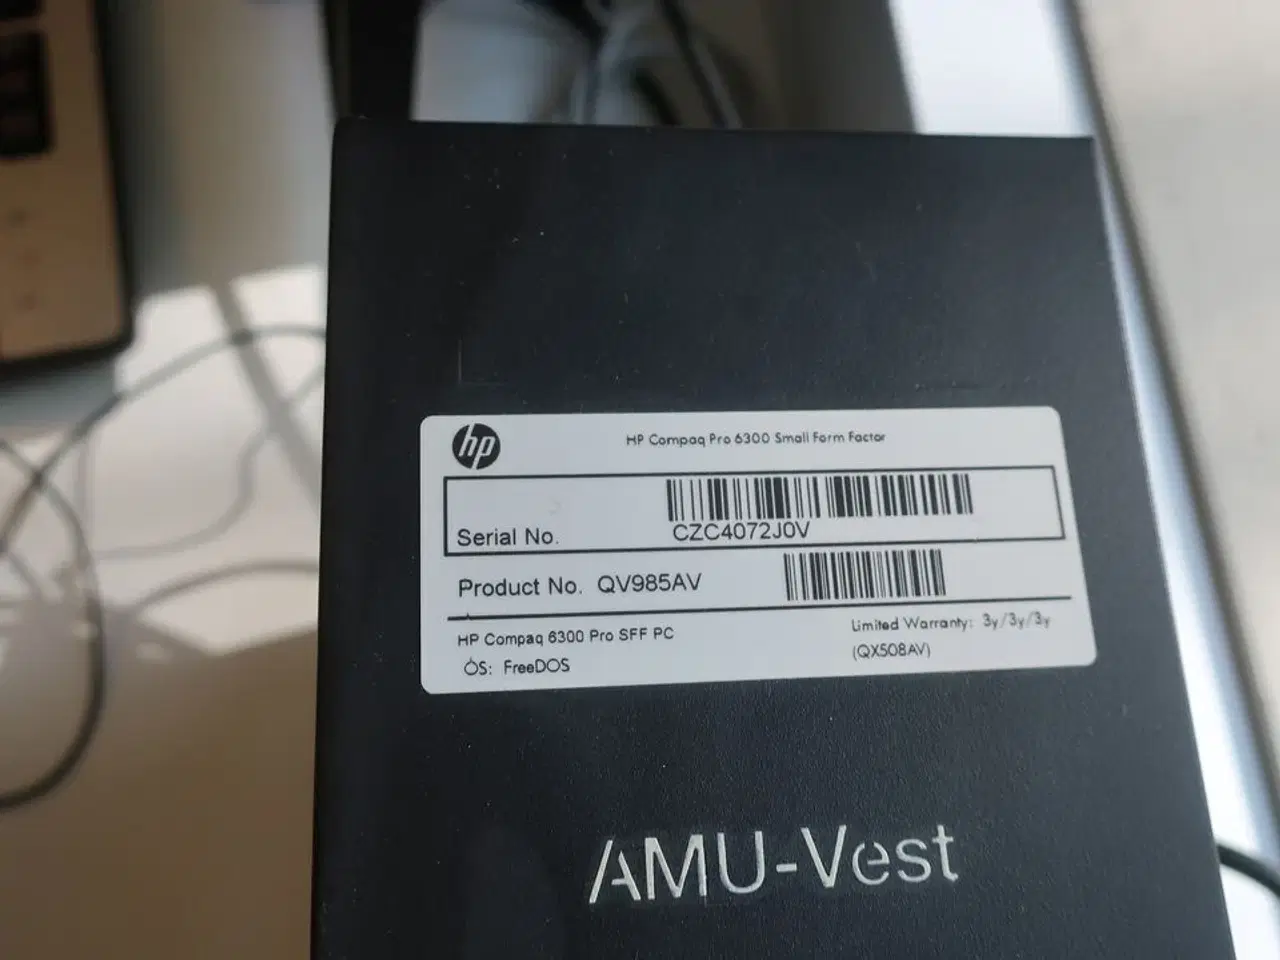 hp
HP Compaq Pro 6300 Small Form Factor
Serial No. CZC4072J0V
Product No. QV985AV
HP Compaq 6300 Pro SFF PC
OS: FreeDOS
Limited Warranty: 3y/3y/3y
(QX508AV)
AMU-Vest